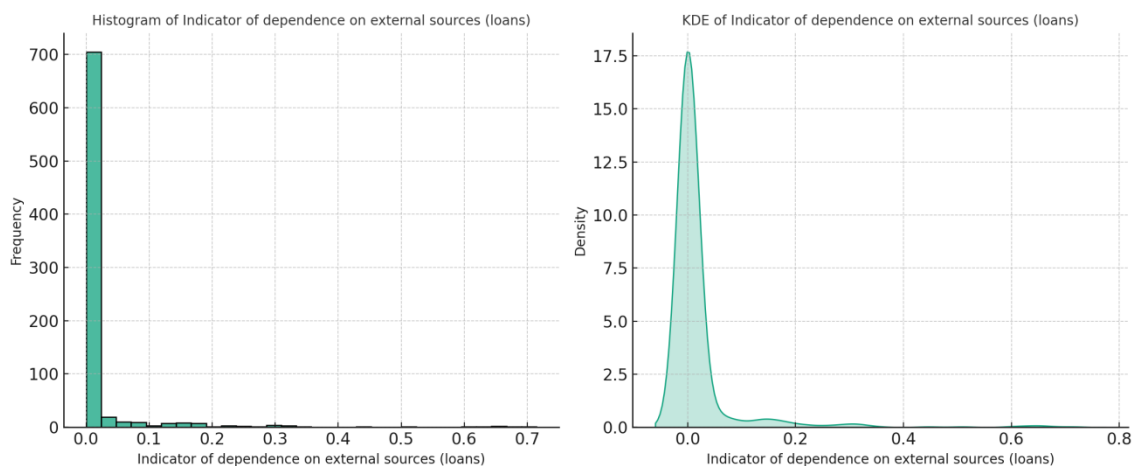 Histogram of Indicator of dependence on external sources (loans)
700
600
500
400
300
200
100
0
Frequency
0.0 0.1 0.2 0.3 0.4 0.5 0.6 0.7
Indicator of dependence on external sources (loans)
KDE of Indicator of dependence on external sources (loans)
17.5
15.0
12.5
10.0
7.5
5.0
2.5
0.0
Density
0.0 0.2 0.4 0.6 0.8
Indicator of dependence on external sources (loans)